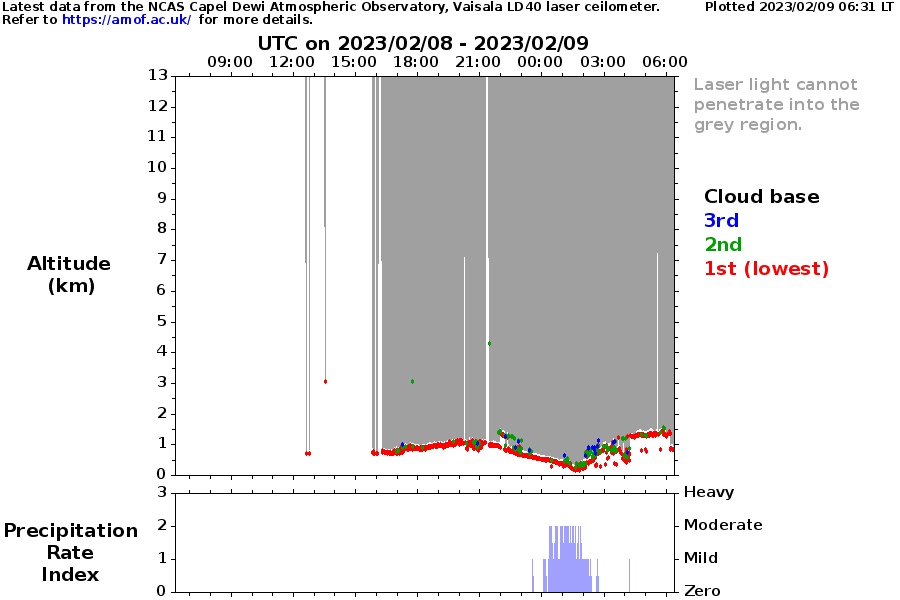 Latest data from the NCAS Capel Dewi Atmospheric Observatory, Vaisala LD40 laser ceilometer. Plotted 2023/02/09 06:31 LT
Refer to https://amof.ac.uk/ for more details.
UTC on 2023/02/08 - 2023/02/09
09:00 12:00 15:00 18:00 21:00 00:00 03:00 06:00
13
12
11
10
9
8
7
6
5
4
3
2
1
0
Altitude
(km)
Laser light cannot
penetrate into the
grey region.
Cloud base
3rd
2nd
1st (lowest)
3 Heavy
2 Moderate
1 Mild
0 Zero
Precipitation
Rate
Index